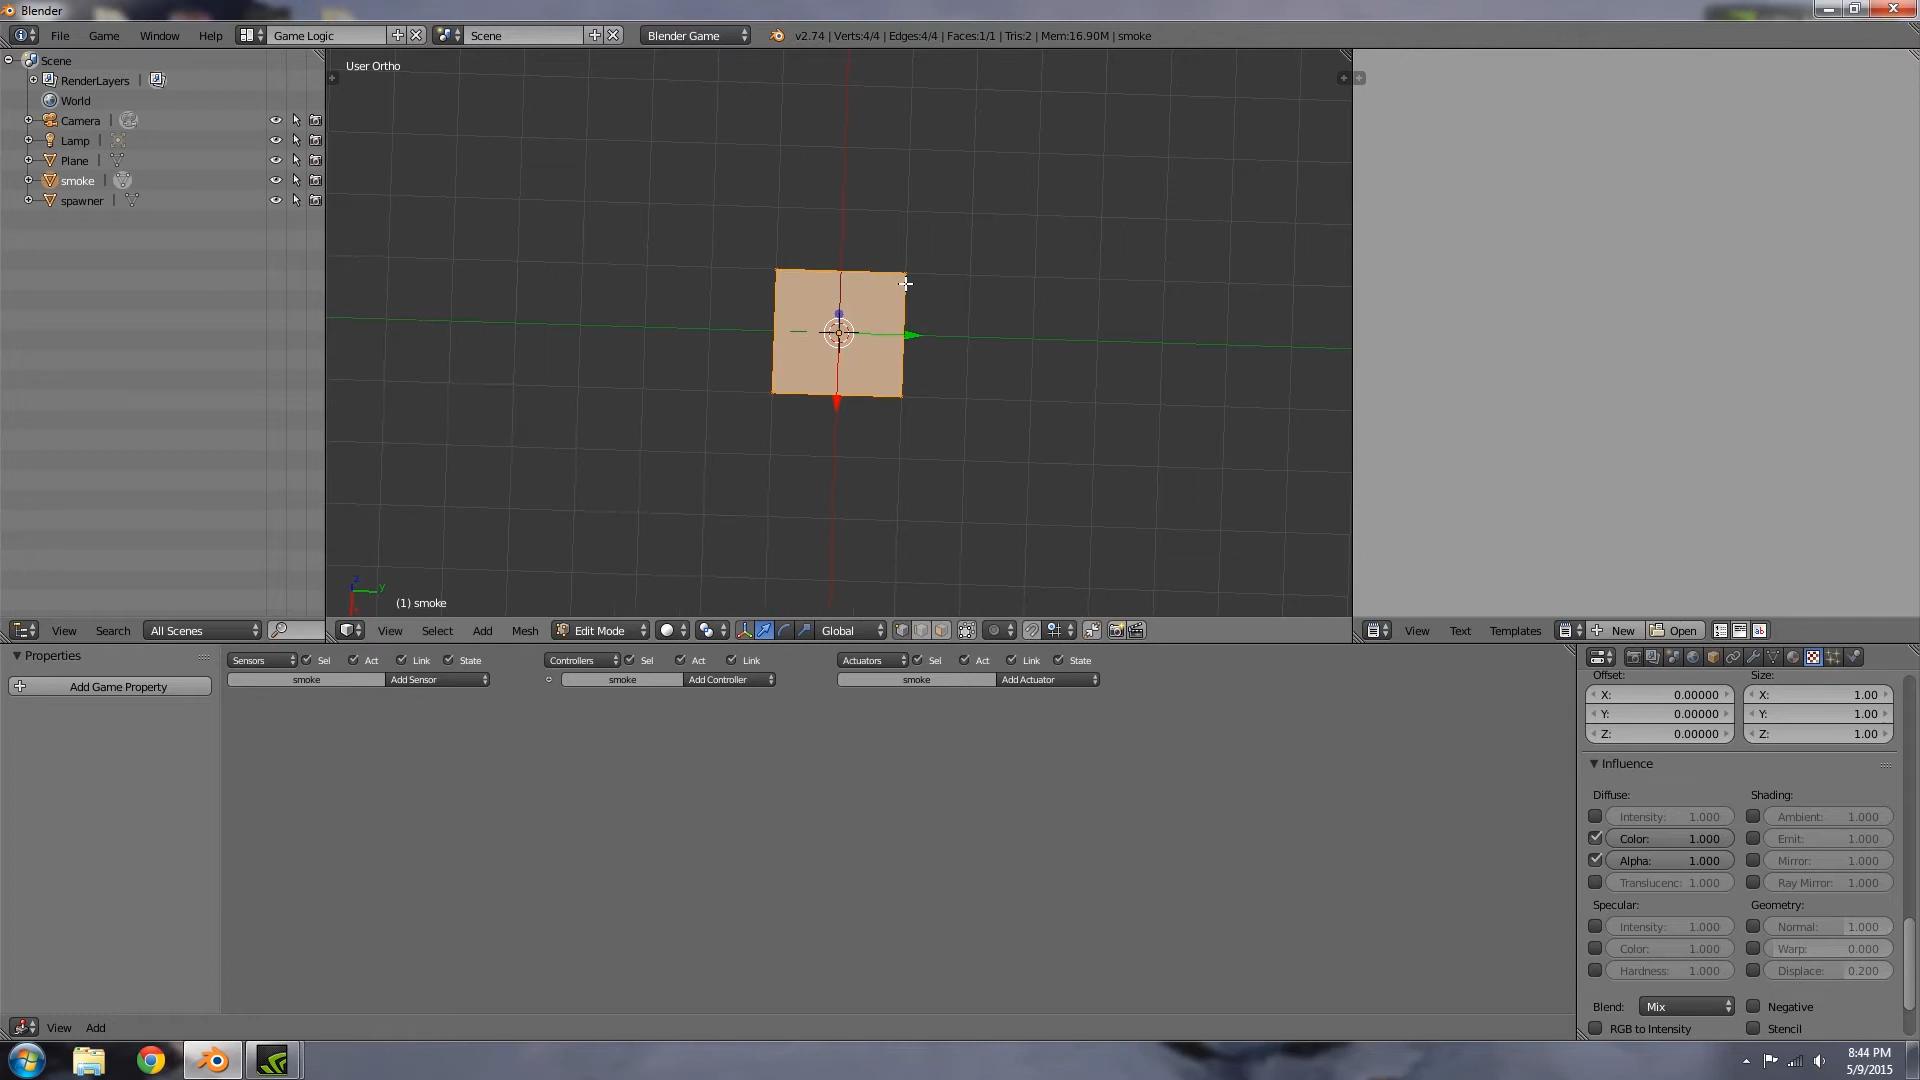 Blender
File Game Window Help Game Logic Scene Blender Game v2.74 | Verts:4/4 | Edges:4/4 | Faces:1/1 | Tris:2 | Mem:16.90M | smoke
Scene
RenderLayers
World
Camera
Lamp
Plane
smoke
spawner
User Ortho
z
y
(1) smoke
View Search All Scenes
View Select Add Mesh Edit Mode Global
View Text Templates New Open
Properties
Add Game Property
Sensors Sel Act Link State
smoke Add Sensor
Controllers Sel Act Link
smoke Add Controller
Actuators Sel Act Link State
smoke Add Actuator
Offset: Size:
X: 0.00000 X: 1.00
Y: 0.00000 Y: 1.00
Z: 0.00000 Z: 1.00
Influence
Diffuse: Shading:
Intensity: 1.000 Ambient: 1.000
Color: 1.000 Emit: 1.000
Alpha: 1.000 Mirror: 1.000
Translucenc: 1.000 Ray Mirror: 1.000
Specular: Geometry:
Intensity: 1.000 Normal: 1.000
Color: 1.000 Warp: 0.000
Hardness: 1.000 Displace: 0.200
Blend: Mix Negative
RGB to Intensity Stencil
View Add
8:44 PM
5/9/2015